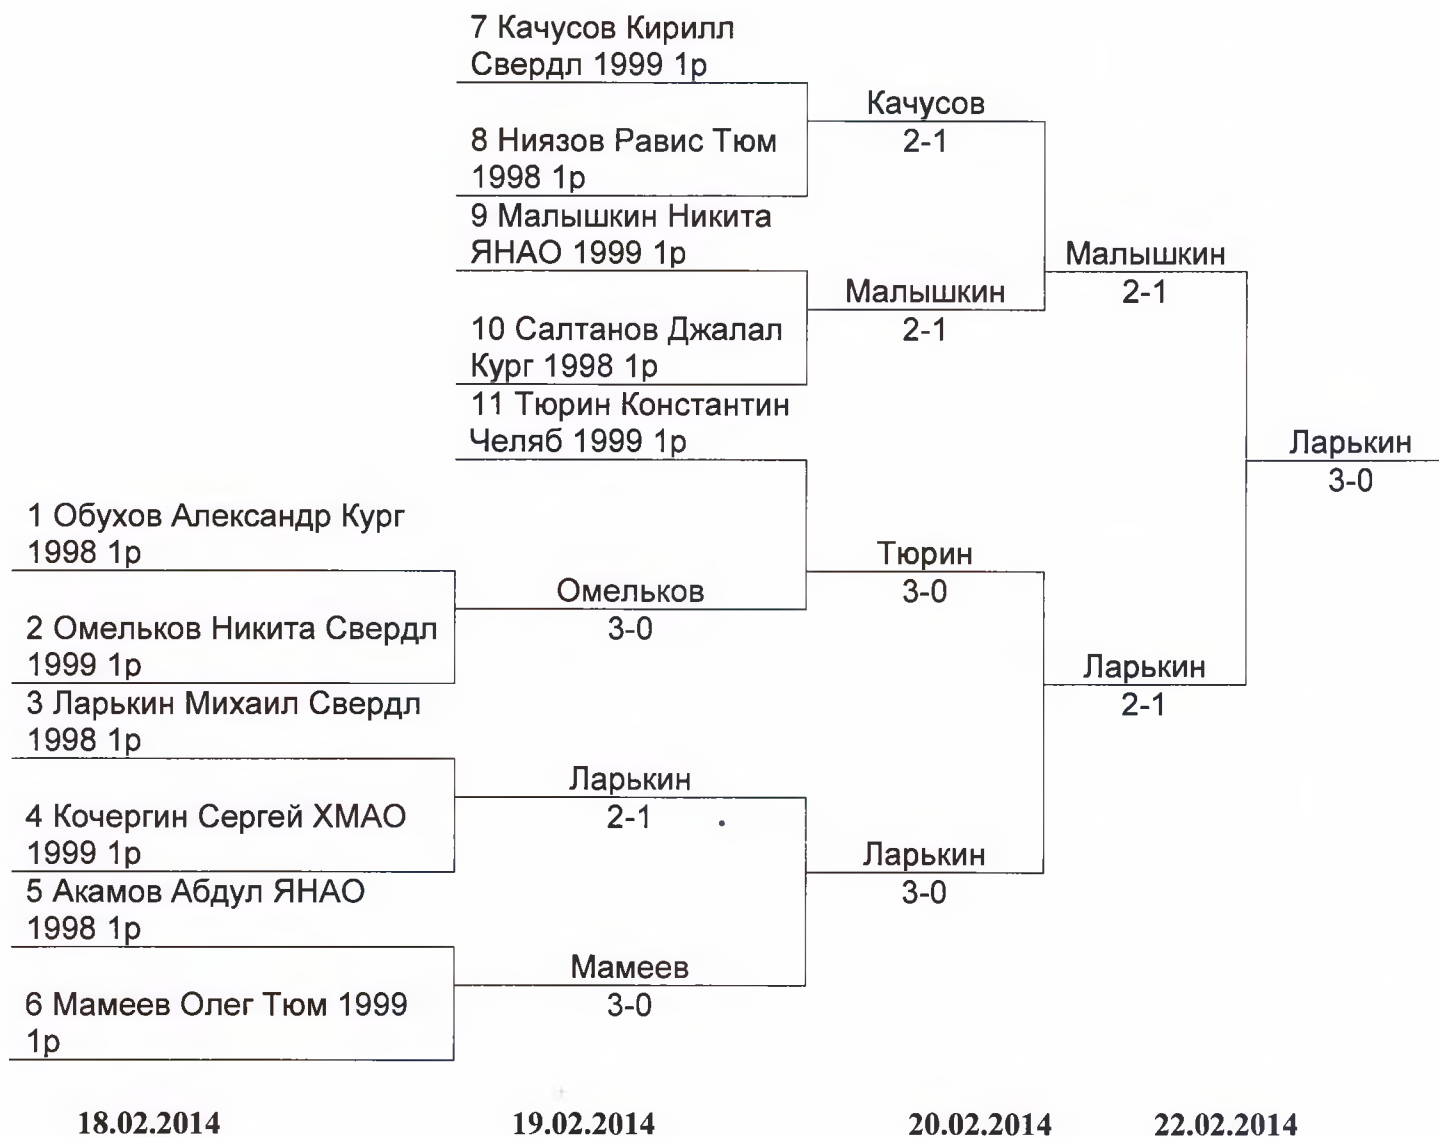 7 Качусов Кирилл
Свердл 1999 1р
Качусов
2-1
8 Ниязов Равис Тюм
1998 1р
9 Малышкин Никита
ЯНАО 1999 1р
Малышкин
2-1
Малышкин
2-1
10 Салтанов Джалал
Кург 1998 1р
11 Тюрин Константин
Челяб 1999 1р
Ларькин
3-0
1 Обухов Александр Кург
1998 1р
Тюрин
3-0
Омельков
3-0
2 Омельков Никита Свердл
1999 1р
Ларькин
2-1
3 Ларькин Михаил Свердл
1998 1р
Ларькин
2-1
4 Кочергин Сергей ХМАО
1999 1р
Ларькин
3-0
5 Акамов Абдул ЯНАО
1998 1р
Мамеев
3-0
6 Мамеев Олег Тюм 1999
1р
18.02.2014 19.02.2014 20.02.2014 22.02.2014